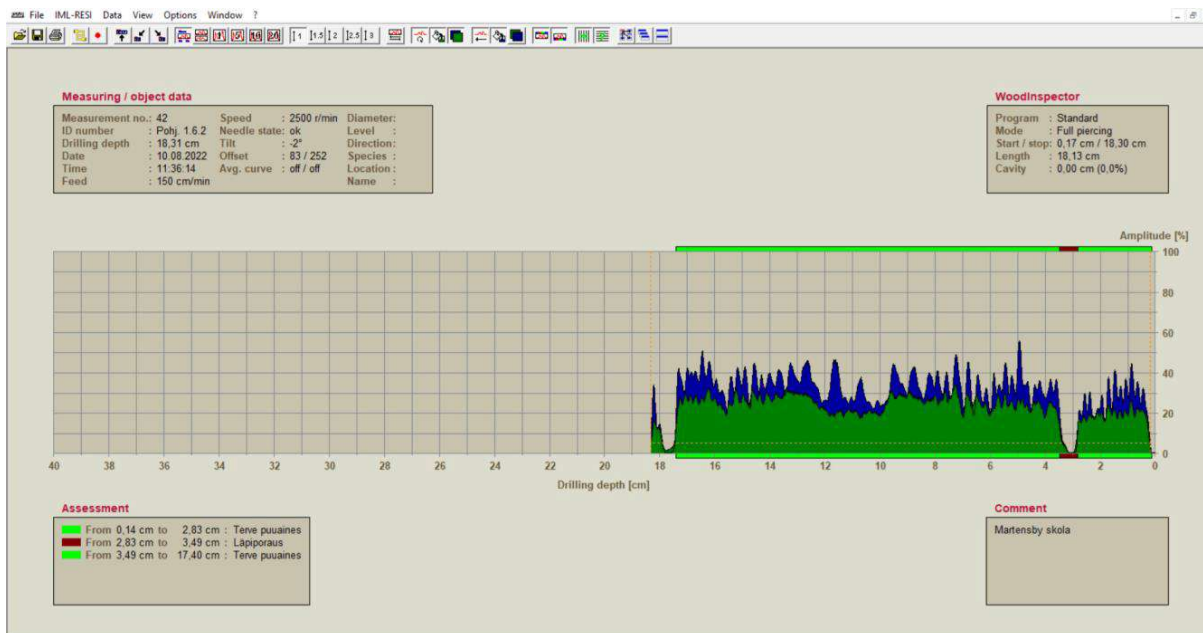 File IML-RESI Data View Options Window ?
1 1.5 2 2.5 3
Measuring / object data
Measurement no.: 42 Speed : 2500 r/min Diameter:
ID number : Pohj. 1.6.2 Needle state: ok Level :
Drilling depth : 18,31 cm Tilt : -2° Direction:
Date : 10.08.2022 Offset : 83 / 252 Species :
Time : 11:36:14 Avg. curve : off / off Location :
Feed : 150 cm/min Name :
WoodInspector
Program : Standard
Mode : Full piercing
Start / stop: 0,17 cm / 18,30 cm
Length : 18,13 cm
Cavity : 0,00 cm (0,0%)
Amplitude [%]
100
80
60
40
20
0
40 38 36 34 32 30 28 26 24 22 20 18 16 14 12 10 8 6 4 2 0
Drilling depth [cm]
Assessment
From 0,14 cm to 2,83 cm : Terve puuaines
From 2,83 cm to 3,49 cm : Läpiporaus
From 3,49 cm to 17,40 cm : Terve puuaines
Comment
Martensby skola